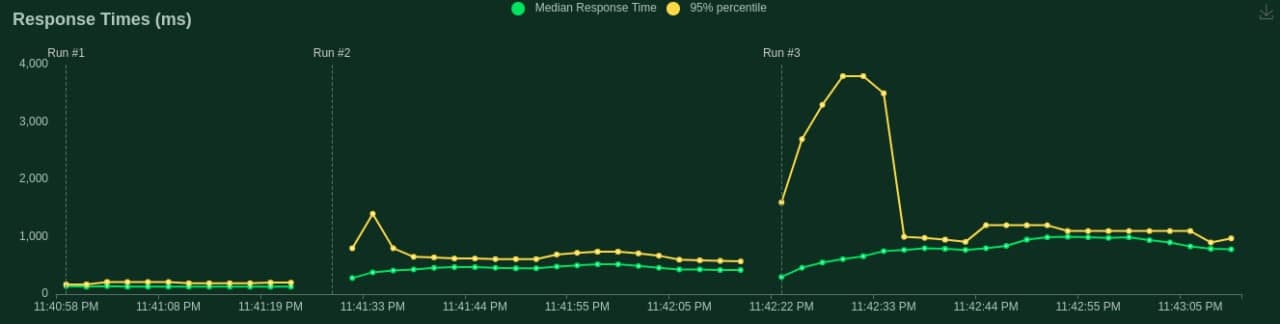 Response Times (ms)
Median Response Time
95% percentile
Run #1
Run #2
Run #3
4,000
3,000
2,000
1,000
0
11:40:58 PM
11:41:08 PM
11:41:19 PM
11:41:33 PM
11:41:44 PM
11:41:55 PM
11:42:05 PM
11:42:22 PM
11:42:33 PM
11:42:44 PM
11:42:55 PM
11:43:05 PM